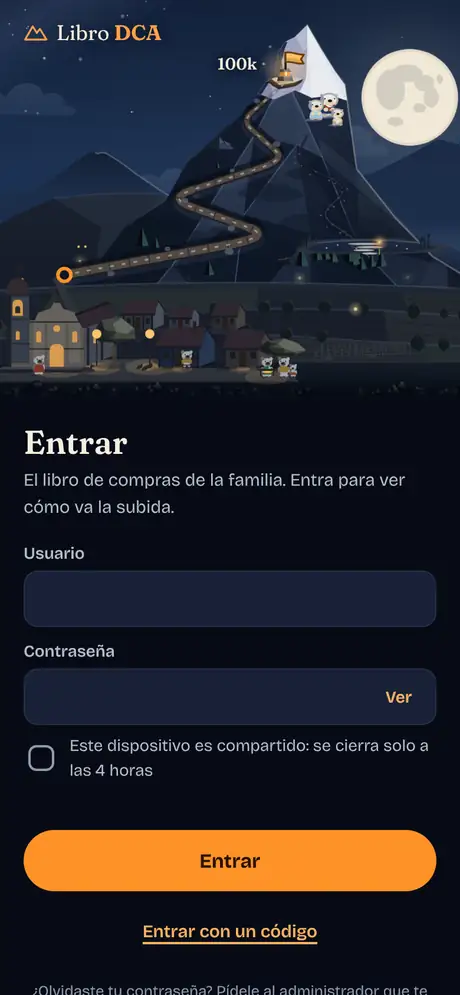 Libro DCA
100k
Entrar
El libro de compras de la familia. Entra para ver
cómo va la subida.
Usuario
Contraseña
Ver
Este dispositivo es compartido: se cierra solo a
las 4 horas
Entrar
Entrar con un código
¿Olvidaste tu contraseña? Pídele al administrador que te